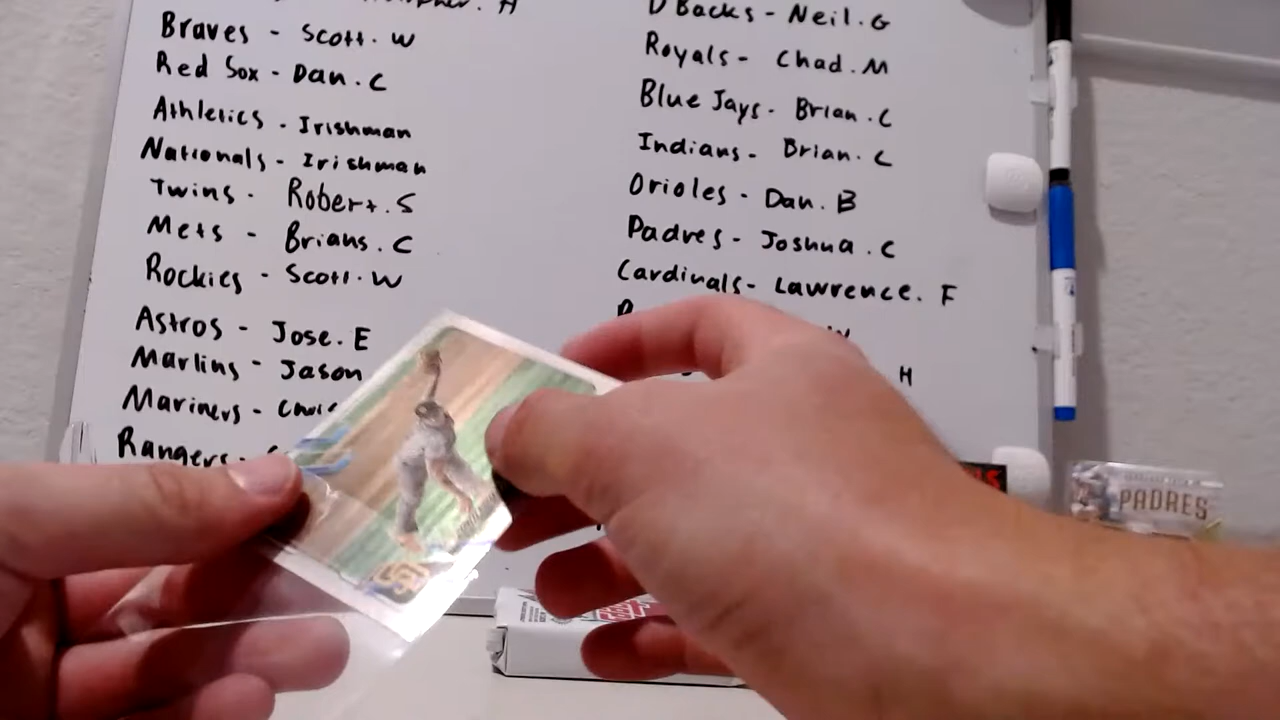 Braves - Scott. W
Red Sox - Dan. C
Athletics - Irishman
Nationals - Irishman
Twins - Robert. S
Mets - Brians. C
Rockies - Scott. W
Astros - Jose. E
Marlins - Jason
Mariners -
Rangers -
D Backs - Neil. G
Royals - Chad. M
Blue Jays - Brian. C
Indians - Brian. C
Orioles - Dan. B
Padres - Joshua. C
Cardinals - Lawrence. F
H
PADRES